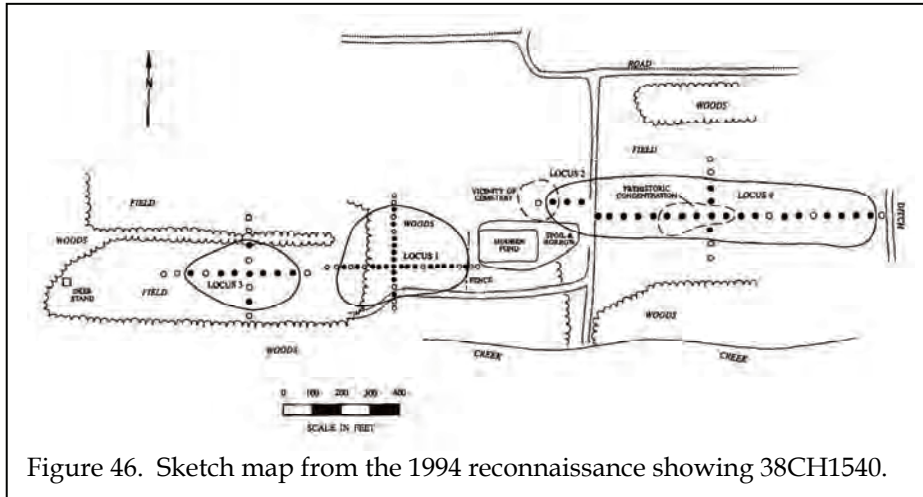 N
ROAD
WOODS
FIELD
LOCUS 2
VICINITY OF
CEMETERY
PREHISTORIC
CONCENTRATION
LOCUS 4
FIELD
WOODS
WOODS
DITCH
MODERN
POND
SPOIL &
BORROW
LOCUS 1
FENCE
LOCUS 3
DEER
STAND
FIELD
WOODS
WOODS
CREEK
CREEK
0 100 200 300 400
SCALE IN FEET
Figure 46. Sketch map from the 1994 reconnaissance showing 38CH1540.